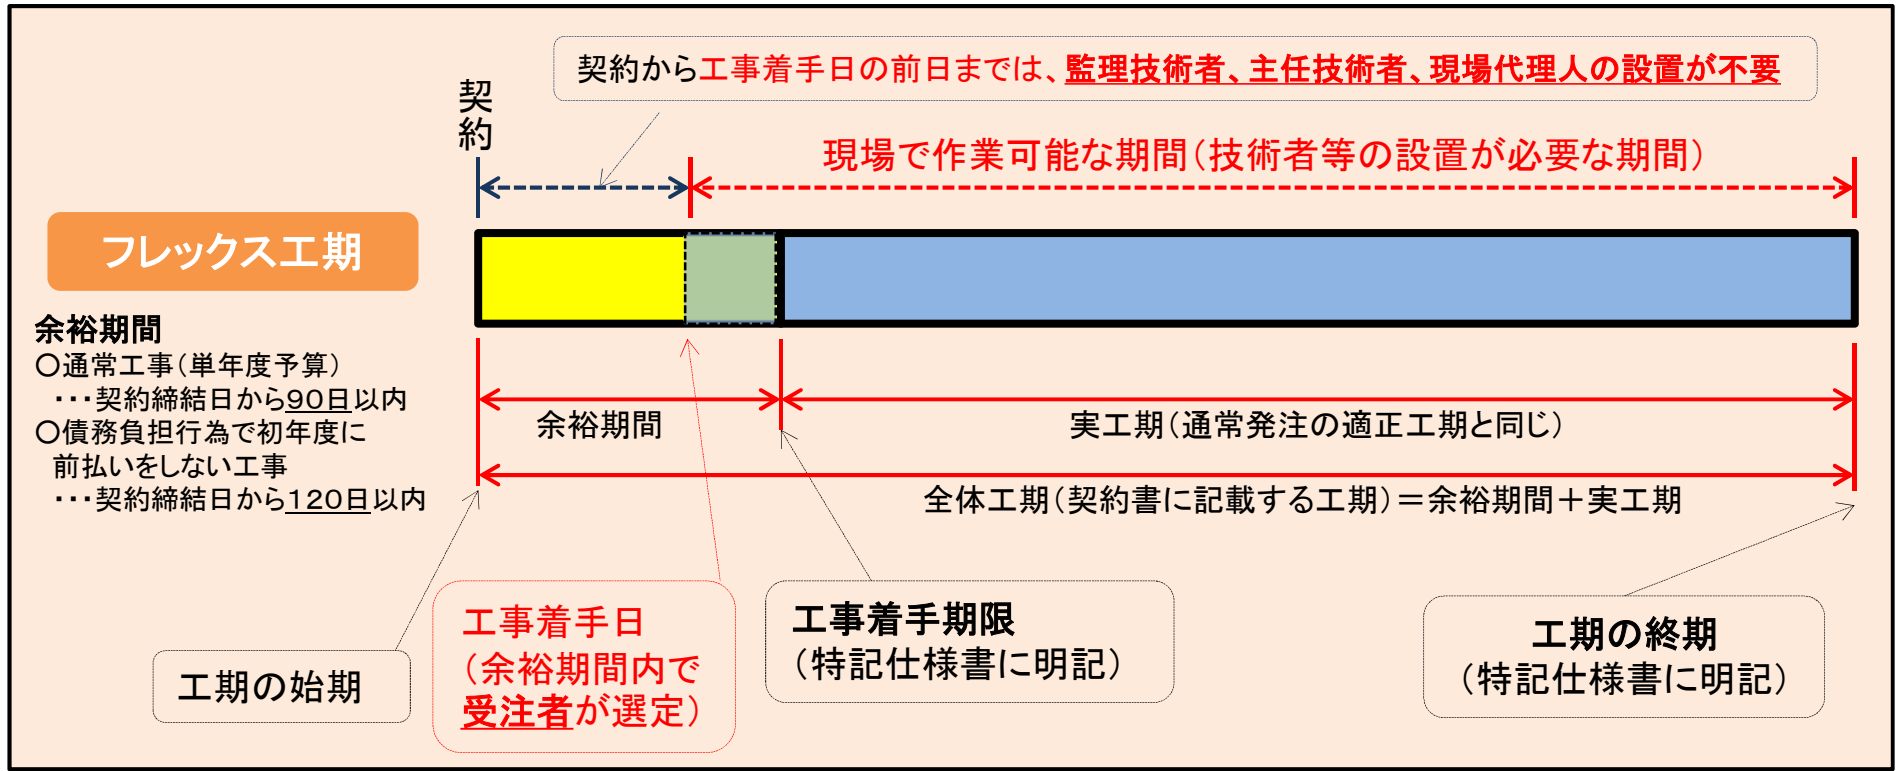 契約から工事着手日の前日までは、監理技術者、主任技術者、現場代理人の設置が不要
契約
現場で作業可能な期間（技術者等の設置が必要な期間）
フレックス工期
余裕期間
○通常工事（単年度予算）
・・・契約締結日から９０日以内
○債務負担行為で初年度に
前払いをしない工事
・・・契約締結日から１２０日以内
余裕期間
実工期（通常発注の適正工期と同じ）
全体工期（契約書に記載する工期）＝余裕期間＋実工期
工期の始期
工事着手日
（余裕期間内で
受注者が選定）
工事着手期限
（特記仕様書に明記）
工期の終期
（特記仕様書に明記）